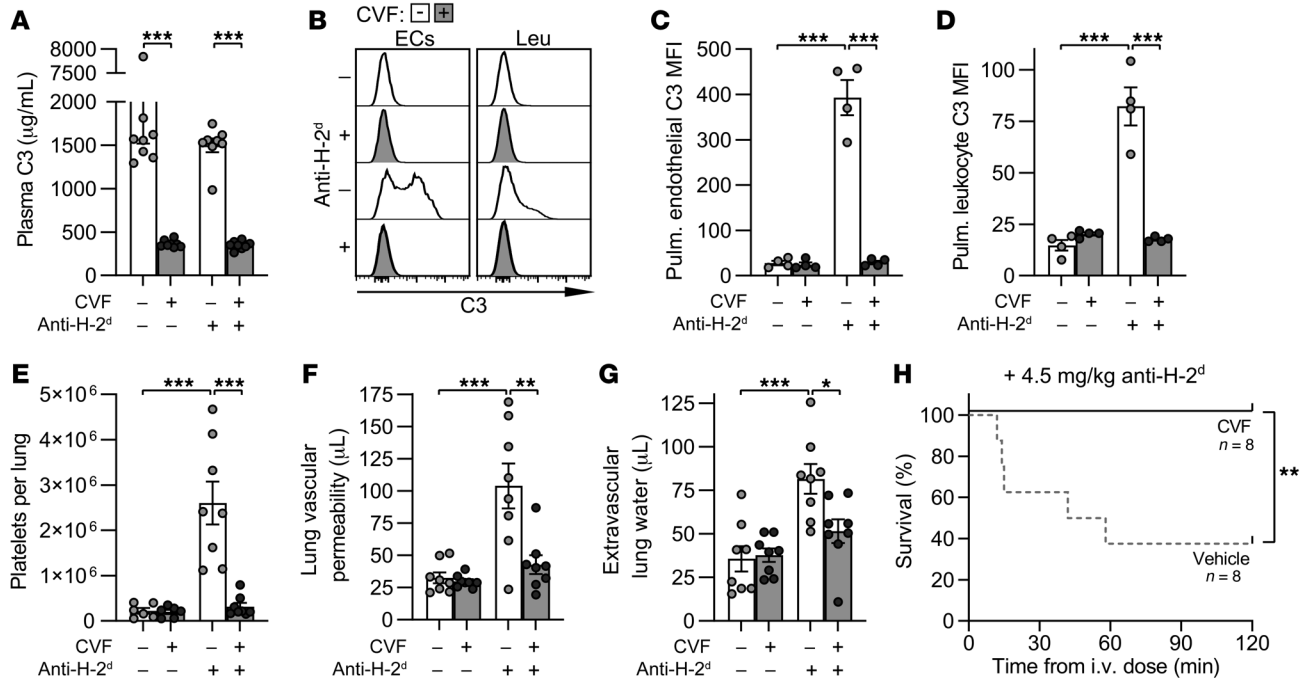 A
8000
7500
2000
1500
1000
500
0
Plasma C3 (µg/mL)
***
***
CVF
– + – +
Anti-H-2ᵈ
– – + +
B
CVF: - +
ECs
Leu
Anti-H-2ᵈ
–
+
–
+
C3
C
500
400
300
200
100
0
Pulm. endothelial C3 MFI
***
***
CVF
– + – +
Anti-H-2ᵈ
– – + +
D
100
75
50
25
0
Pulm. leukocyte C3 MFI
***
***
CVF
– + – +
Anti-H-2ᵈ
– – + +
E
5×10⁶
4×10⁶
3×10⁶
2×10⁶
1×10⁶
0
Platelets per lung
***
***
CVF
– + – +
Anti-H-2ᵈ
– – + +
F
175
150
125
100
75
50
25
0
Lung vascular
permeability (µL)
***
**
CVF
– + – +
Anti-H-2ᵈ
– – + +
G
125
100
75
50
25
0
Extravascular
lung water (µL)
***
*
CVF
– + – +
Anti-H-2ᵈ
– – + +
H
+ 4.5 mg/kg anti-H-2ᵈ
100
80
60
40
20
0
Survival (%)
CVF
n = 8
**
Vehicle
n = 8
0 30 60 90 120
Time from i.v. dose (min)